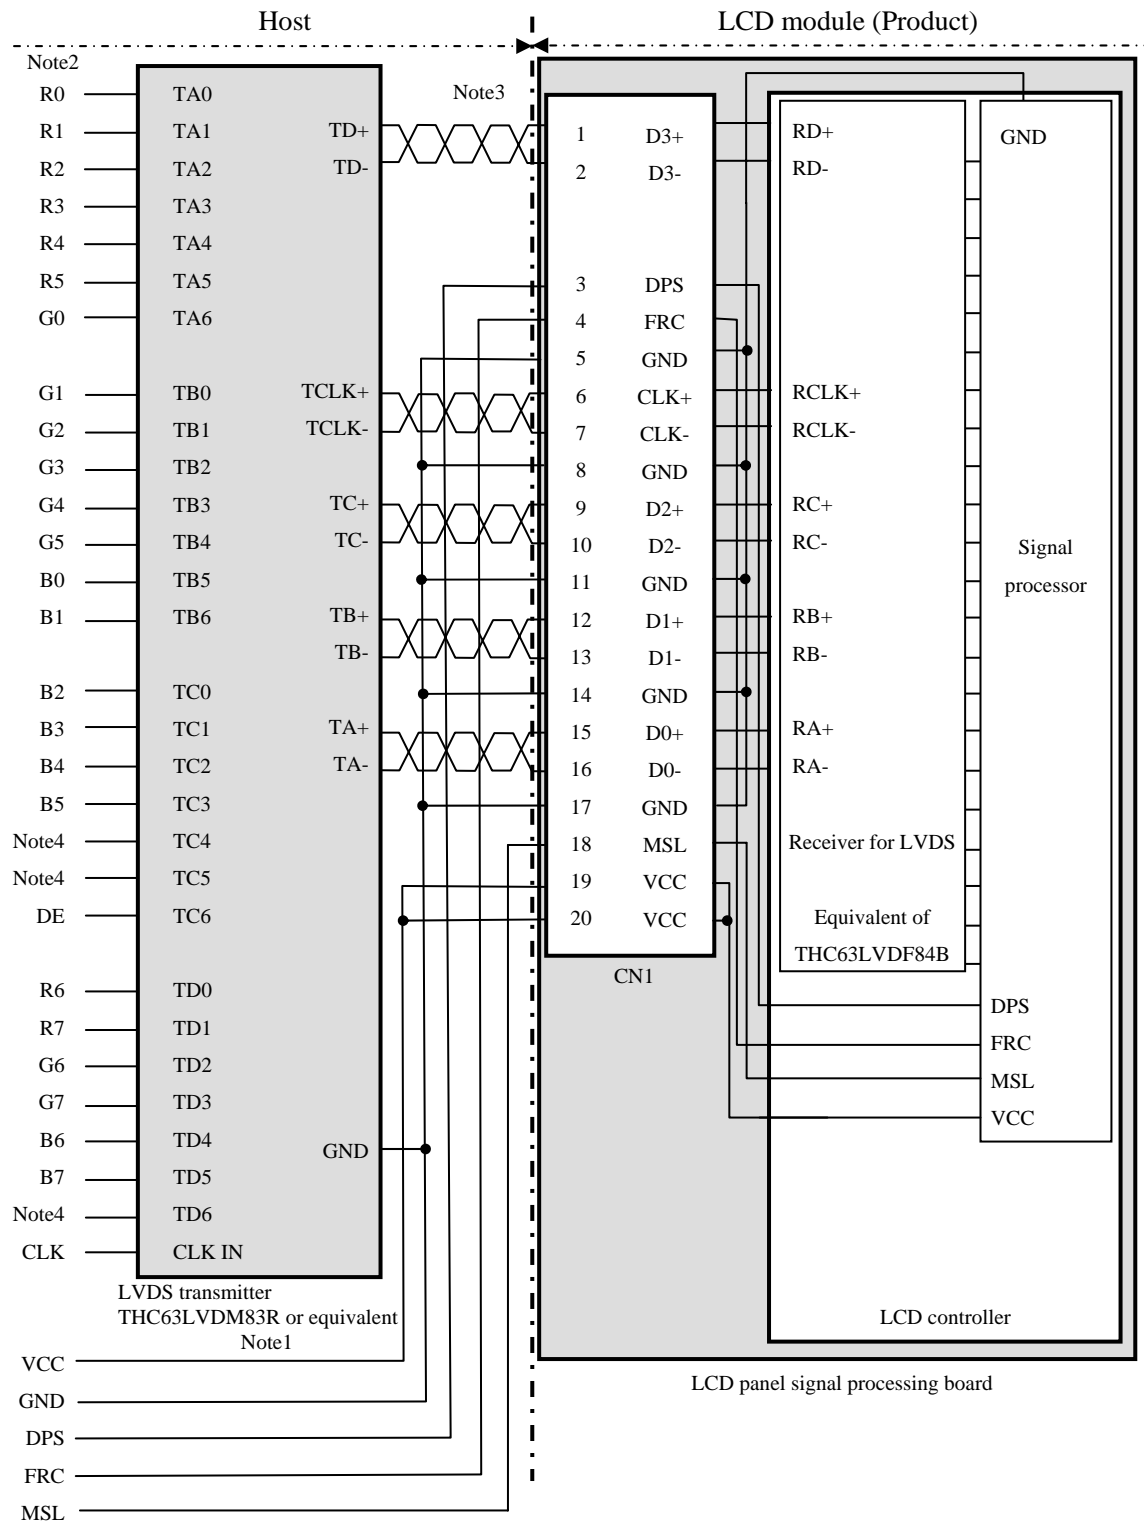 Host
LCD module (Product)
Note2
R0 TA0
R1 TA1 TD+
R2 TA2 TD-
R3 TA3
R4 TA4
R5 TA5
G0 TA6
G1 TB0 TCLK+
G2 TB1 TCLK-
G3 TB2
G4 TB3 TC+
G5 TB4 TC-
B0 TB5
B1 TB6 TB+
TB-
B2 TC0
B3 TC1 TA+
B4 TC2 TA-
B5 TC3
Note4 TC4
Note4 TC5
DE TC6
R6 TD0
R7 TD1
G6 TD2
G7 TD3
B6 TD4
GND
B7 TD5
Note4 TD6
CLK CLK IN
LVDS transmitter
THC63LVDM83R or equivalent
Note1
VCC
GND
DPS
FRC
MSL
Note3
1 D3+
2 D3-
3 DPS
4 FRC
5 GND
6 CLK+
7 CLK-
8 GND
9 D2+
10 D2-
11 GND
12 D1+
13 D1-
14 GND
15 D0+
16 D0-
17 GND
18 MSL
19 VCC
20 VCC
CN1
RD+
RD-
RCLK+
RCLK-
RC+
RC-
RB+
RB-
RA+
RA-
Receiver for LVDS
Equivalent of
THC63LVDF84B
GND
Signal
processor
DPS
FRC
MSL
VCC
LCD controller
LCD panel signal processing board